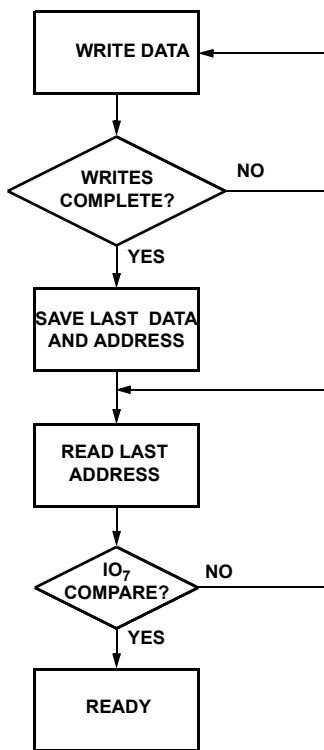 WRITE DATA
WRITES
COMPLETE?
NO
YES
SAVE LAST DATA
AND ADDRESS
READ LAST
ADDRESS
IO₇
COMPARE?
NO
YES
READY